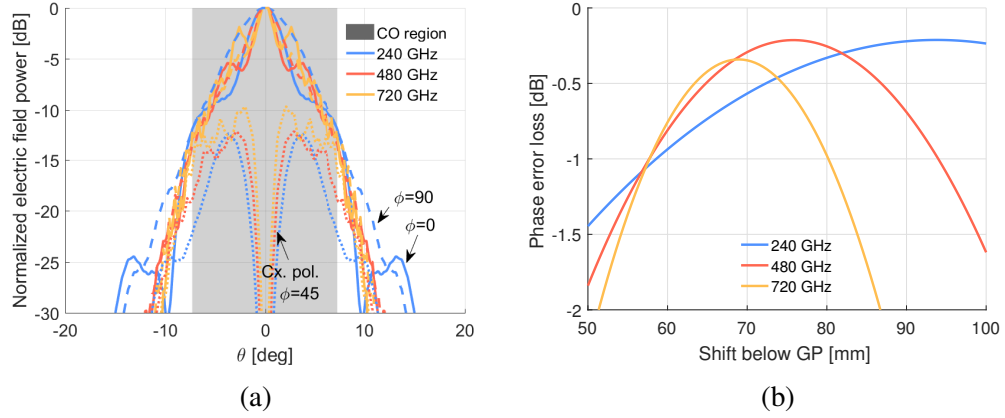 Normalized electric field power [dB]
0
-5
-10
-15
-20
-25
-30
-20
-10
0
10
20
θ [deg]
CO region
240 GHz
480 GHz
720 GHz
ϕ=90
ϕ=0
Cx. pol.
ϕ=45
(a)
Phase error loss [dB]
0
-0.5
-1
-1.5
-2
50
60
70
80
90
100
Shift below GP [mm]
240 GHz
480 GHz
720 GHz
(b)